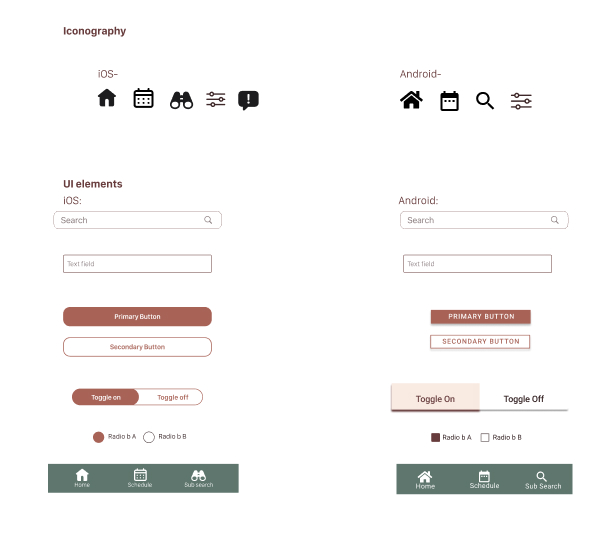 Iconography
iOS-
Android-
UI elements
iOS:
Android:
Search
Search
Text field
Text field
Primary Button
PRIMARY BUTTON
Secondary Button
SECONDARY BUTTON
Toggle on
Toggle off
Toggle On
Toggle Off
Radio b A
Radio b B
Radio b A
Radio b B
Home
Schedule
Sub search
Home
Schedule
Sub Search